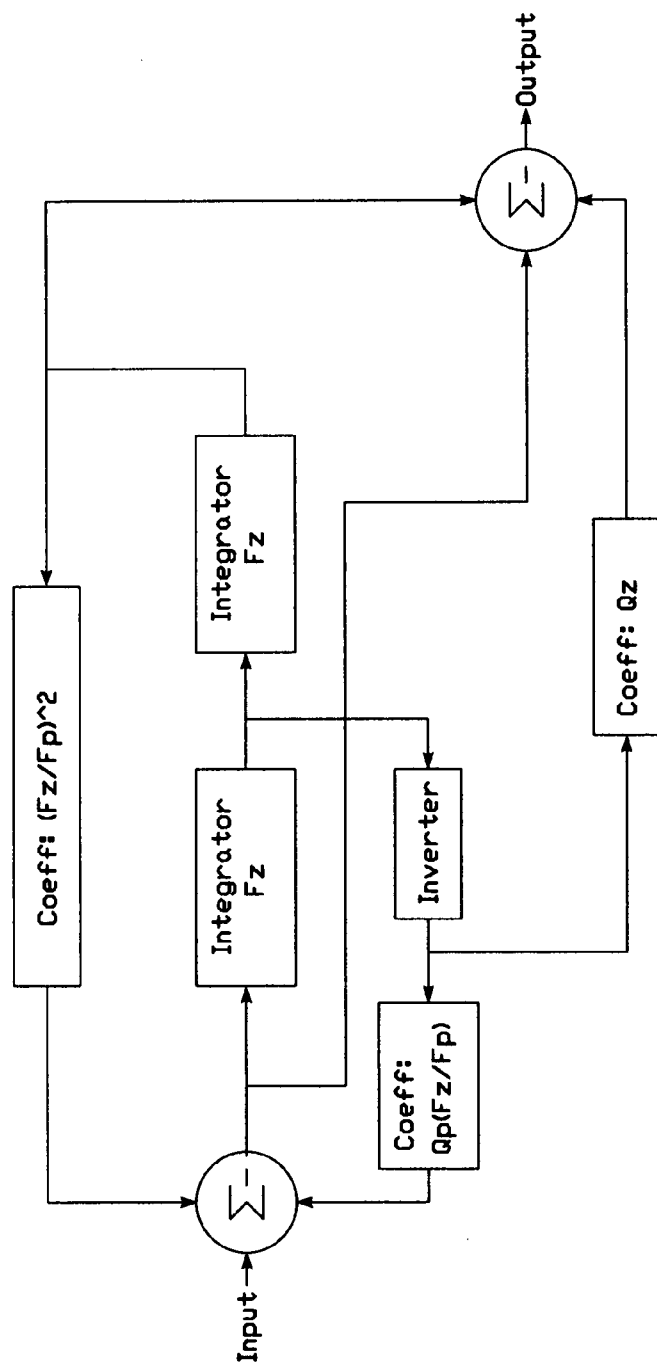 Coeff: (Fz/Fp)^2
Integrator
Fz
Integrator
Fz
Input
Σ-
Σ-
Output
Inverter
Coeff:
Qp(Fz/Fp)
Coeff: Qz